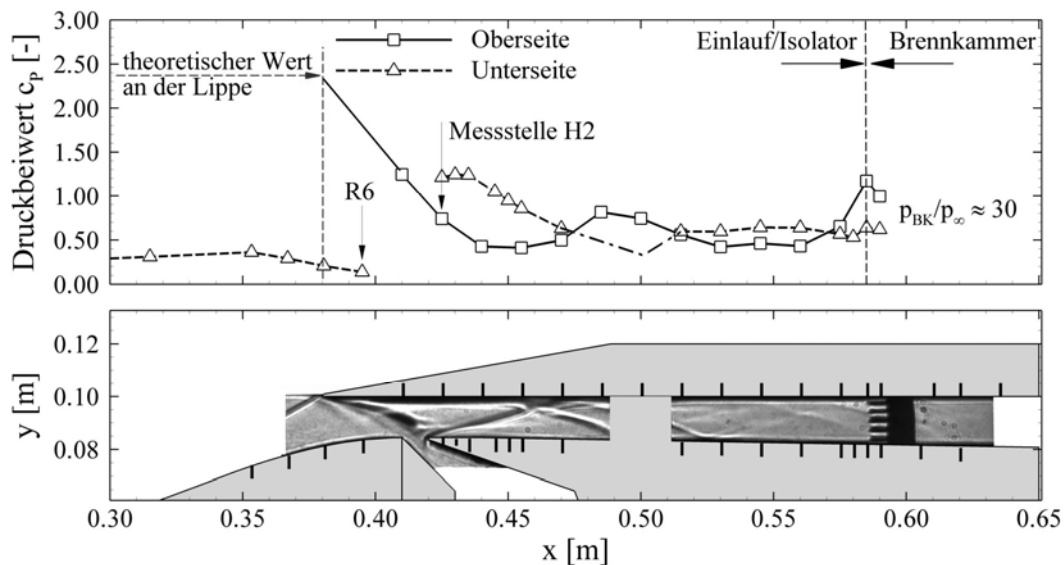 3.00
2.50
2.00
1.50
1.00
0.50
0.00
Druckbeiwert c_P [-]
theoretischer Wert
an der Lippe
Oberseite
Unterseite
Einlauf/Isolator
Brennkammer
Messstelle H2
R6
p_BK/p_∞ ≈ 30
0.12
0.10
0.08
y [m]
0.30 0.35 0.40 0.45 0.50 0.55 0.60 0.65
x [m]